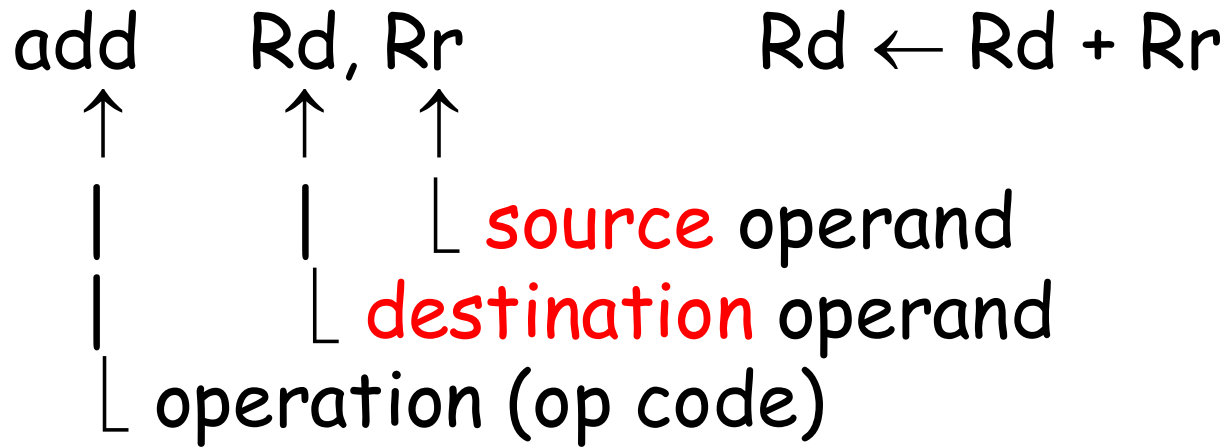 add Rd, Rr Rd ← Rd + Rr
source operand
destination operand
operation (op code)